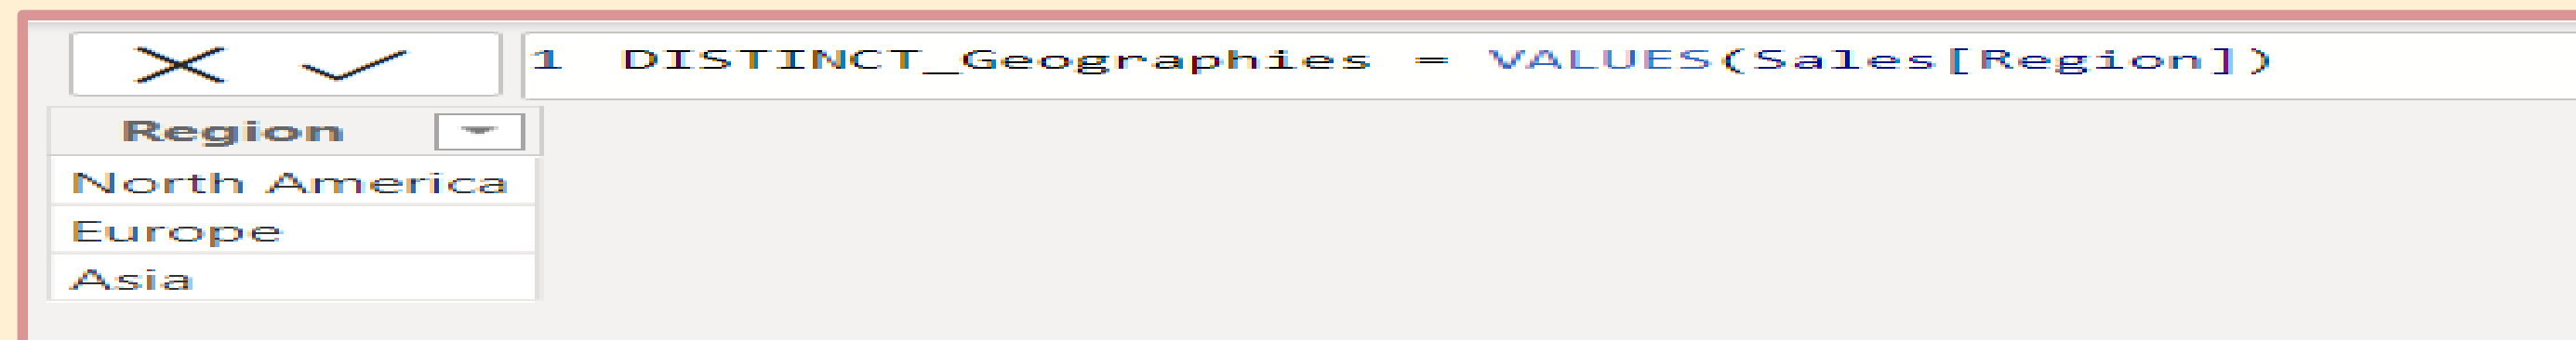 1 DISTINCT_Geographies = VALUES(Sales[Region])
Region
North America
Europe
Asia